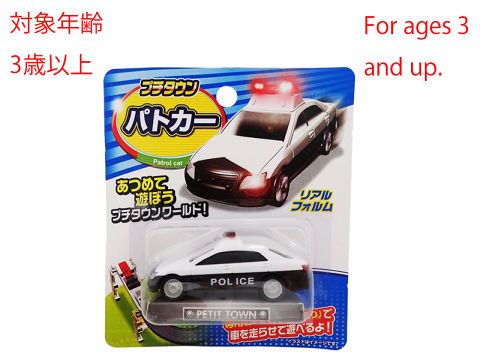 対象年齢
3歳以上
For ages 3
and up.
プチタウン
パトカー
Patrol car
あつめて
遊ぼう
プチタウンワールド!
リアル
フォルム
POLICE
PETIT TOWN
で
車を走らせて遊べるよ!